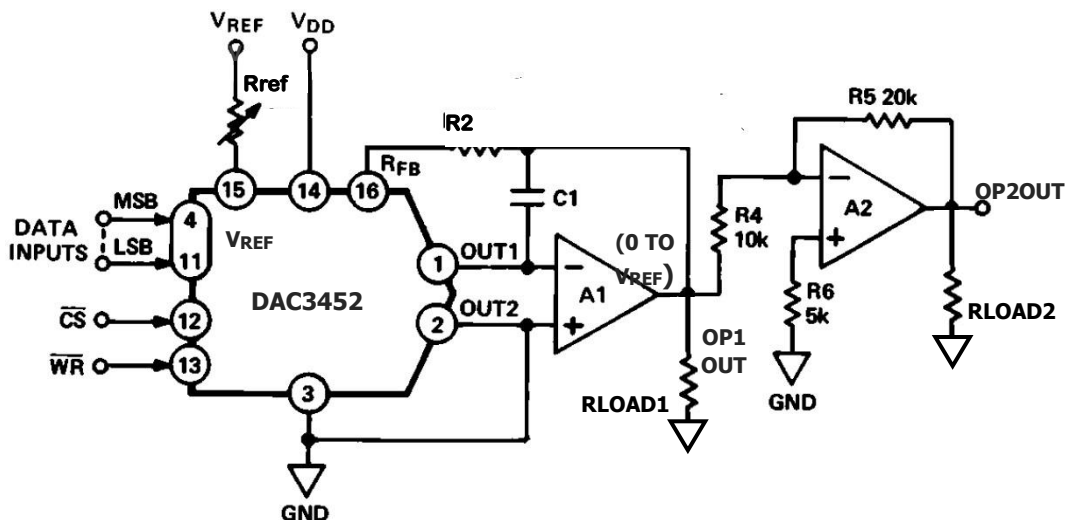 VREF
VDD
Rref
R2
RFB
15
14
16
C1
MSB
DATA
INPUTS
LSB
4
11
VREF
DAC3452
1
OUT1
2
OUT2
CS
12
WR
13
3
GND
−
+
A1
(0 TO
VREF)
OP1
OUT
RLOAD1
R4
10k
R5 20k
−
+
A2
OP2OUT
R6
5k
GND
RLOAD2